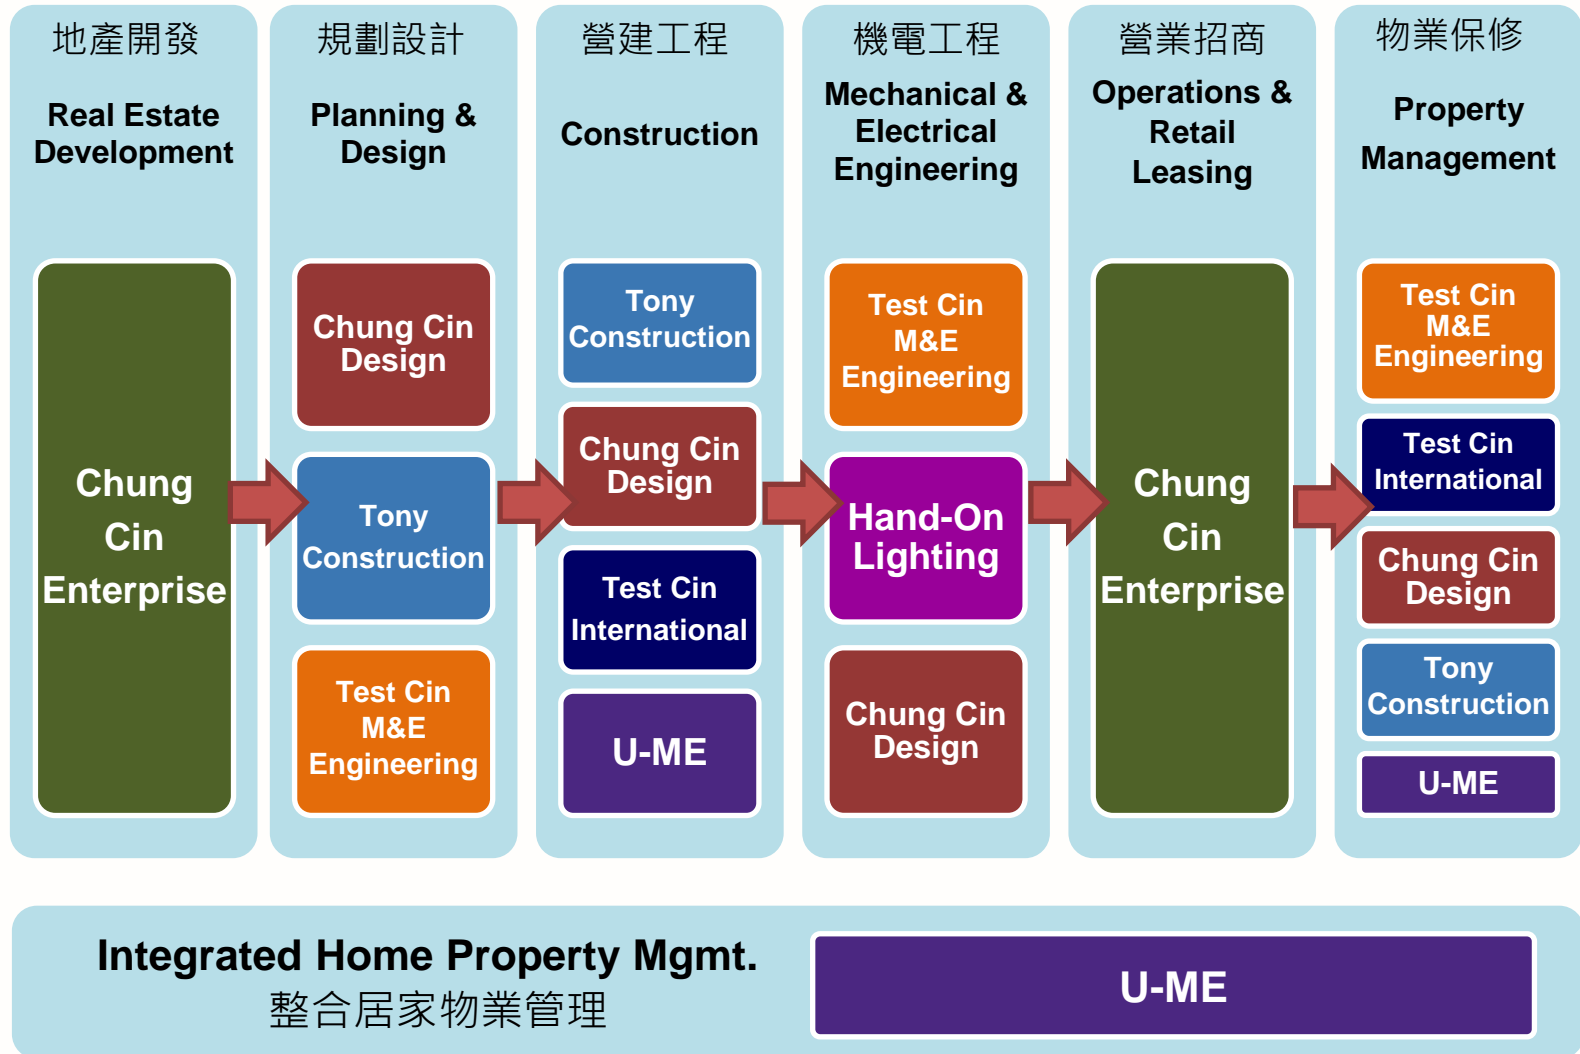 地產開發
Real Estate
Development
Chung
Cin
Enterprise
規劃設計
Planning &
Design
Chung Cin
Design
Tony
Construction
Test Cin
M&E
Engineering
營建工程
Construction
Tony
Construction
Chung Cin
Design
Test Cin
International
U-ME
機電工程
Mechanical &
Electrical
Engineering
Test Cin
M&E
Engineering
Hand-On
Lighting
Chung Cin
Design
營業招商
Operations &
Retail
Leasing
Chung
Cin
Enterprise
物業保修
Property
Management
Test Cin
M&E
Engineering
Test Cin
International
Chung Cin
Design
Tony
Construction
U-ME
Integrated Home Property Mgmt.
整合居家物業管理
U-ME